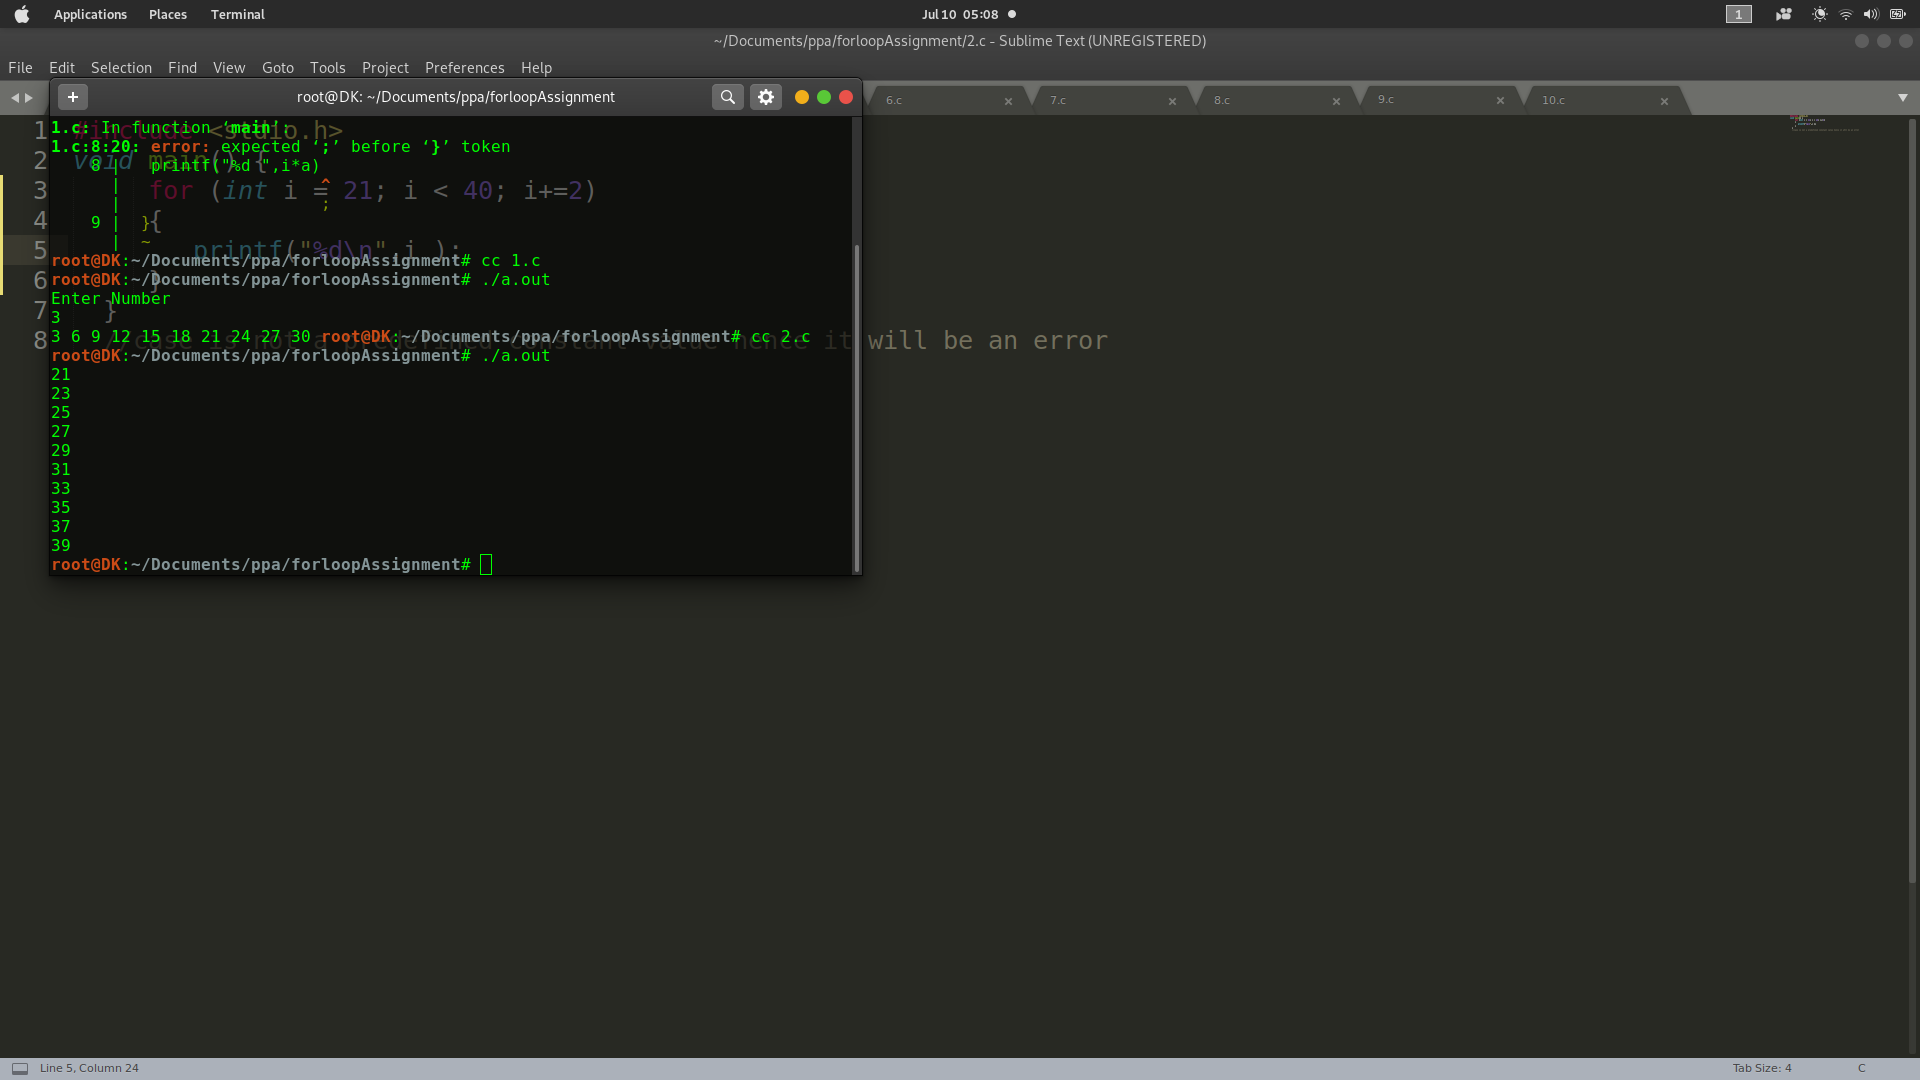 Applications Places Terminal Jul 10 05:08 1
~/Documents/ppa/forloopAssignment/2.c - Sublime Text (UNREGISTERED)
File Edit Selection Find View Goto Tools Project Preferences Help
root@DK: ~/Documents/ppa/forloopAssignment
6.c 7.c 8.c 9.c 10.c
1.c: In function ‘main’:
1.c:8:20: error: expected ‘;’ before ‘}’ token
8 | printf("%d ",i*a)
| ^
| ;
9 | }
| ~
root@DK:~/Documents/ppa/forloopAssignment# cc 1.c
root@DK:~/Documents/ppa/forloopAssignment# ./a.out
Enter Number
3
3 6 9 12 15 18 21 24 27 30 root@DK:~/Documents/ppa/forloopAssignment# cc 2.c
root@DK:~/Documents/ppa/forloopAssignment# ./a.out
21
23
25
27
29
31
33
35
37
39
root@DK:~/Documents/ppa/forloopAssignment#
1 #include <stdio.h>
2 void main() {
3 for (int i = 21; i < 40; i+=2)
4 {
5 printf("%d\n",i );
6 }
7 }
8 //case is not a predefined constant value hence it will be an error
Line 5, Column 24 Tab Size: 4 C